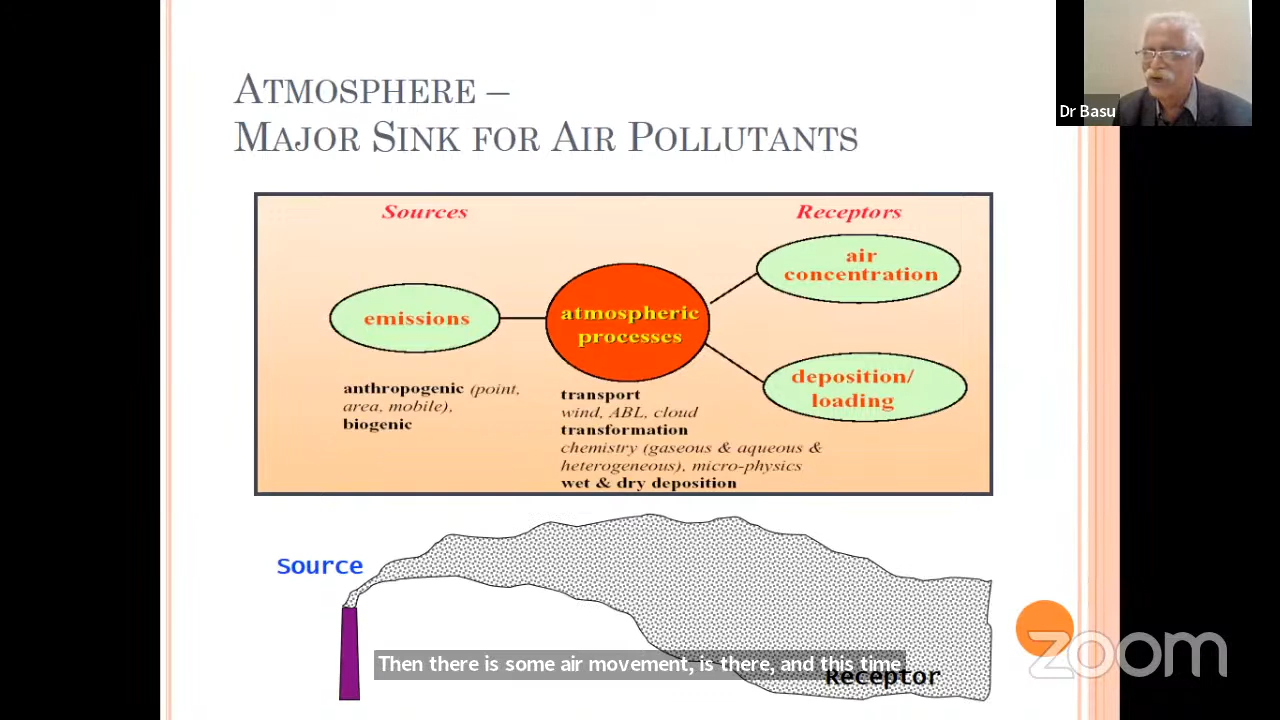 ATMOSPHERE –
MAJOR SINK FOR AIR POLLUTANTS
Dr Basu
Sources
Receptors
air
concentration
emissions
atmospheric
processes
deposition/
loading
anthropogenic (point,
area, mobile),
biogenic
transport
wind, ABL, cloud
transformation
chemistry (gaseous & aqueous &
heterogeneous), micro-physics
wet & dry deposition
Source
Then there is some air movement, is there, and this time
Receptor
zoom